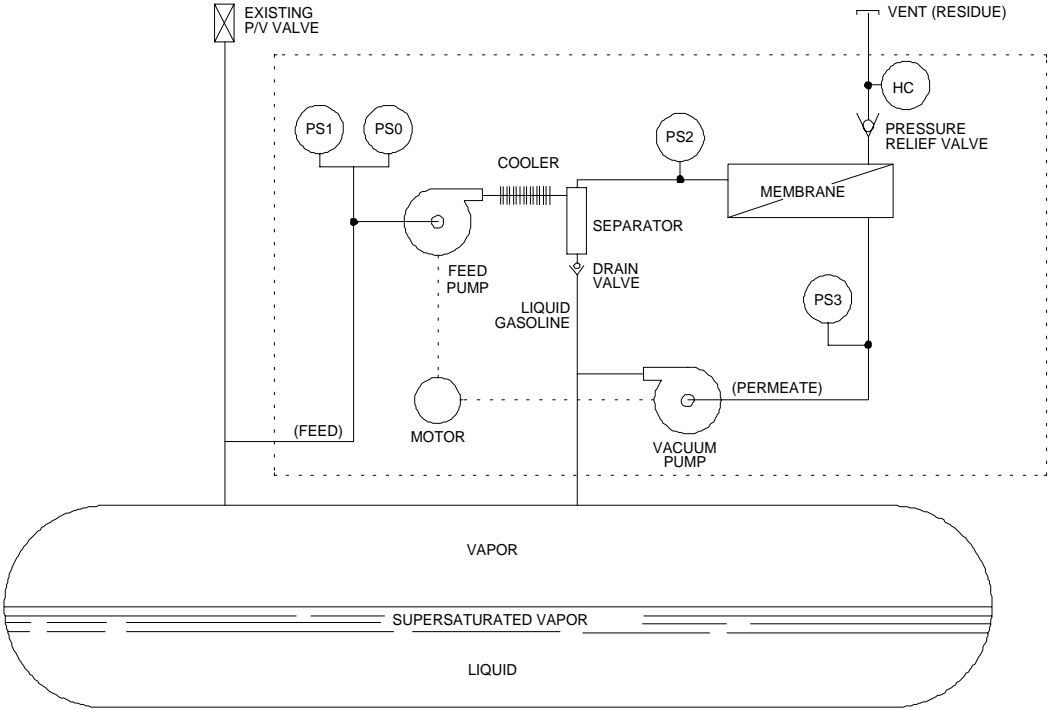 EXISTING
P/V VALVE
VENT (RESIDUE)
HC
PRESSURE
RELIEF VALVE
PS1
PS0
PS2
COOLER
MEMBRANE
SEPARATOR
FEED
PUMP
DRAIN
VALVE
LIQUID
GASOLINE
PS3
(PERMEATE)
(FEED)
MOTOR
VACUUM
PUMP
VAPOR
SUPERSATURATED VAPOR
LIQUID